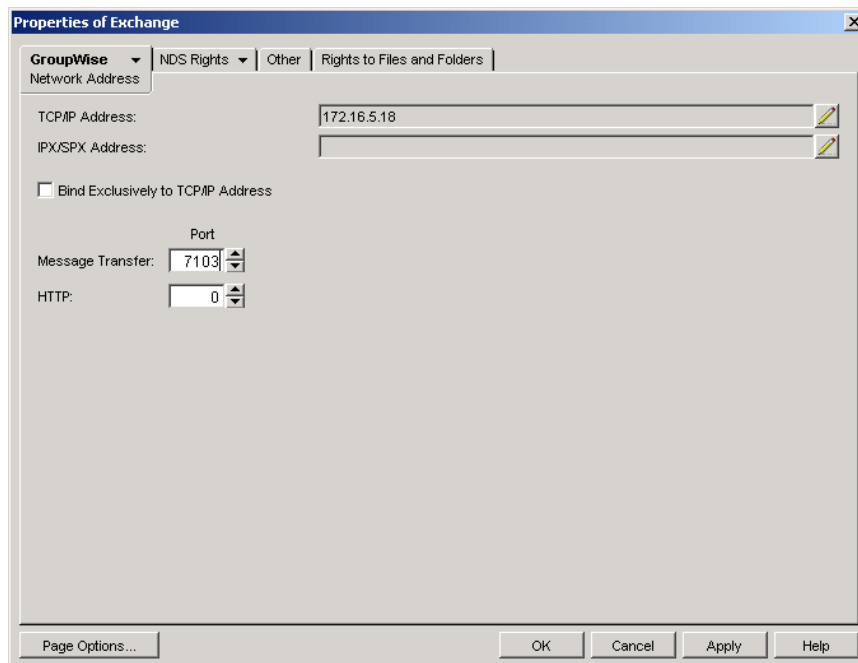 Properties of Exchange
GroupWise NDS Rights Other Rights to Files and Folders
Network Address
TCP/IP Address: 172.16.5.18
IPX/SPX Address:
Bind Exclusively to TCP/IP Address
Port
Message Transfer: 7103
HTTP: 0
Page Options... OK Cancel Apply Help